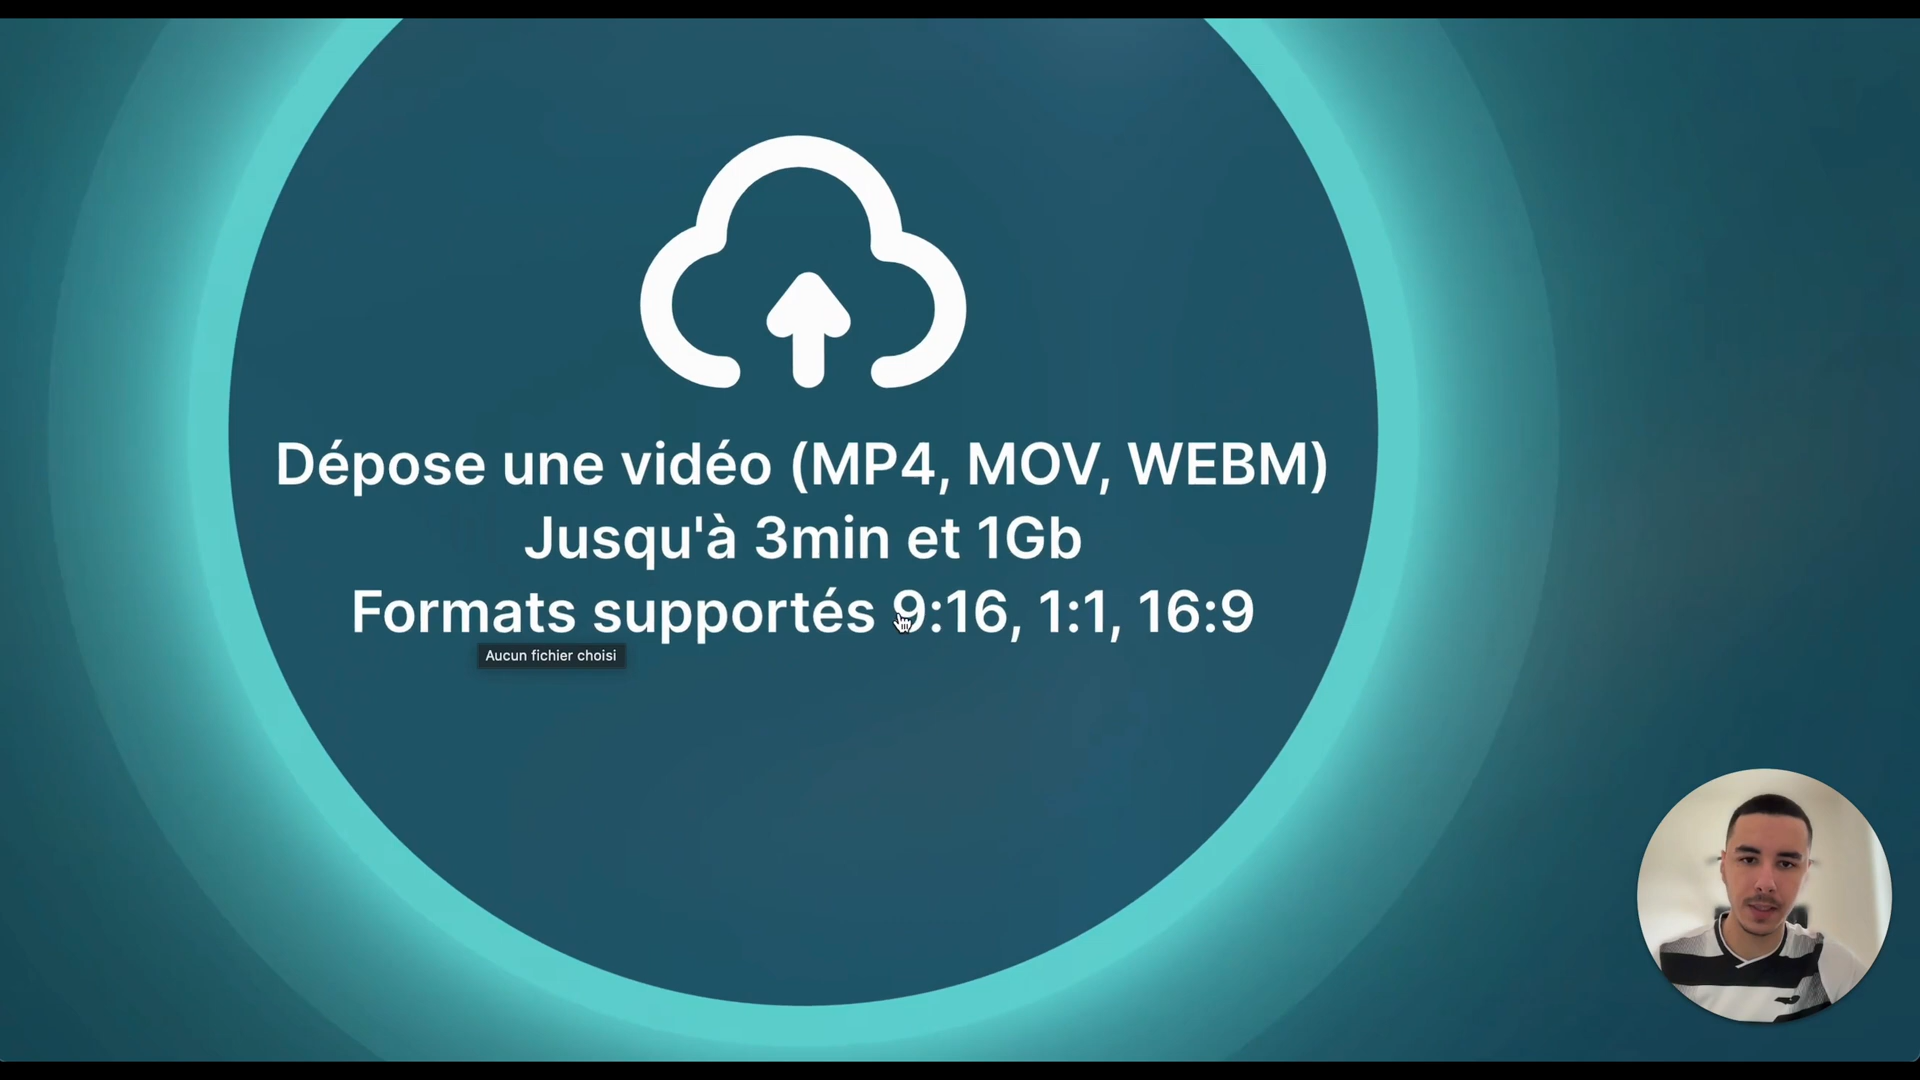 Dépose une vidéo (MP4, MOV, WEBM)
Jusqu'à 3min et 1Gb
Formats supportés 9:16, 1:1, 16:9
Aucun fichier choisi